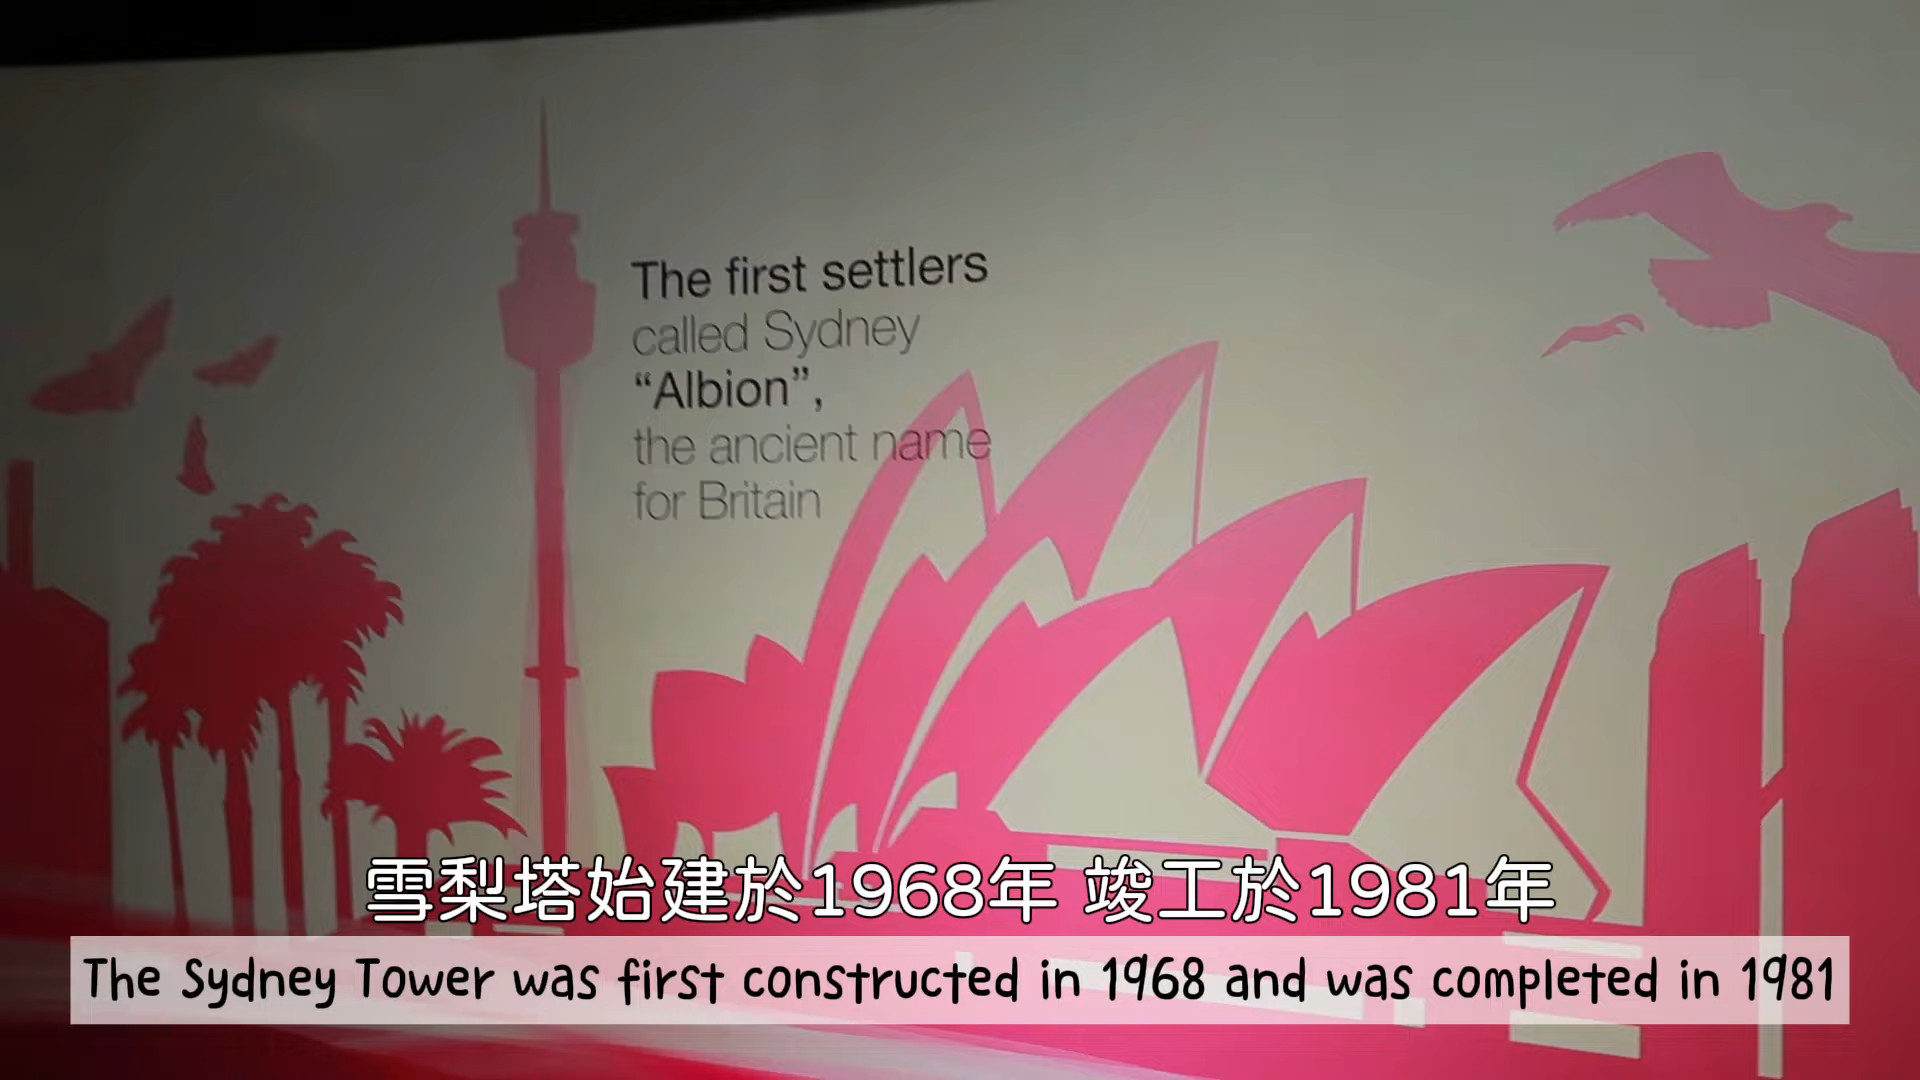 The first settlers
called Sydney
“Albion”,
the ancient name
for Britain
雪梨塔始建於1968年 竣工於1981年
The Sydney Tower was first constructed in 1968 and was completed in 1981